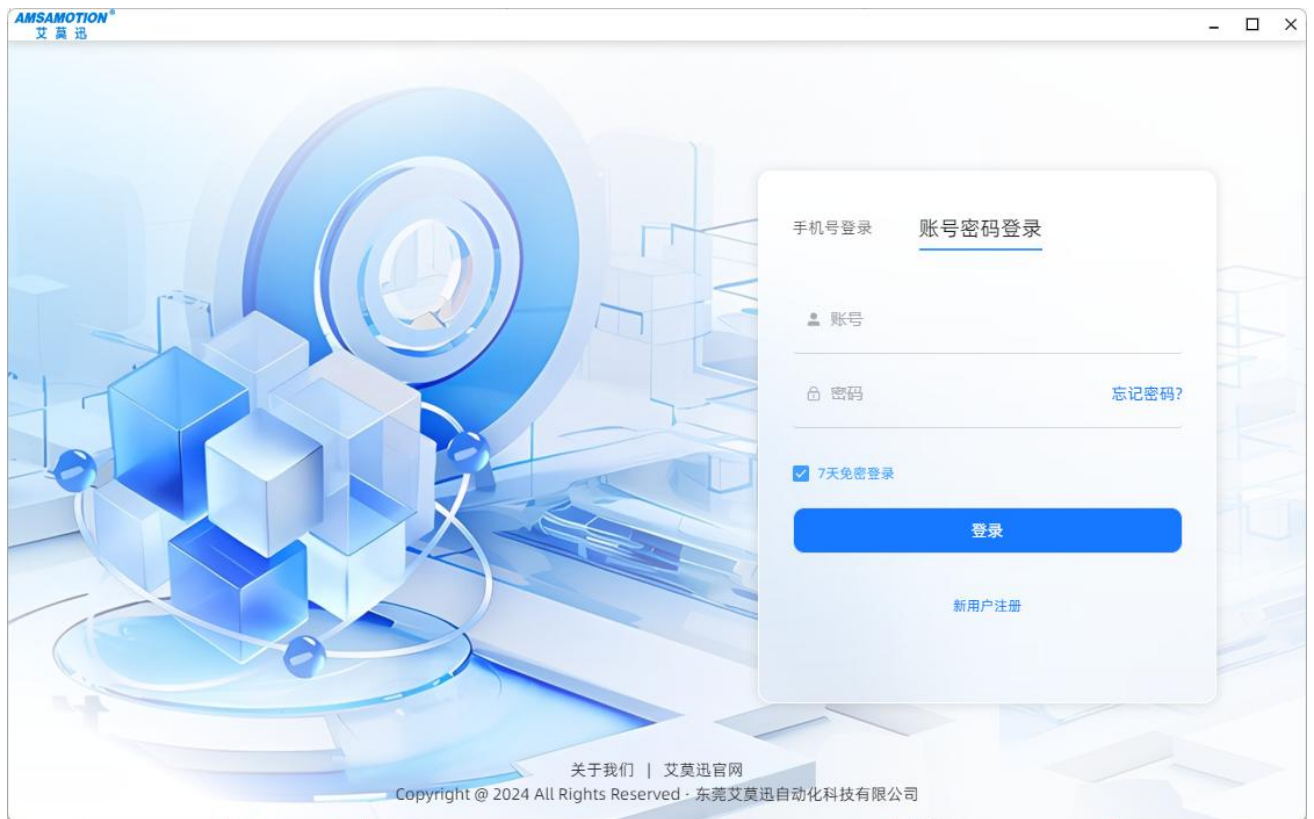 AMSAMOTION®
艾莫迅
手机号登录 账号密码登录
账号
密码 忘记密码?
7天免密登录
登录
新用户注册
关于我们 | 艾莫迅官网
Copyright @ 2024 All Rights Reserved · 东莞艾莫迅自动化科技有限公司